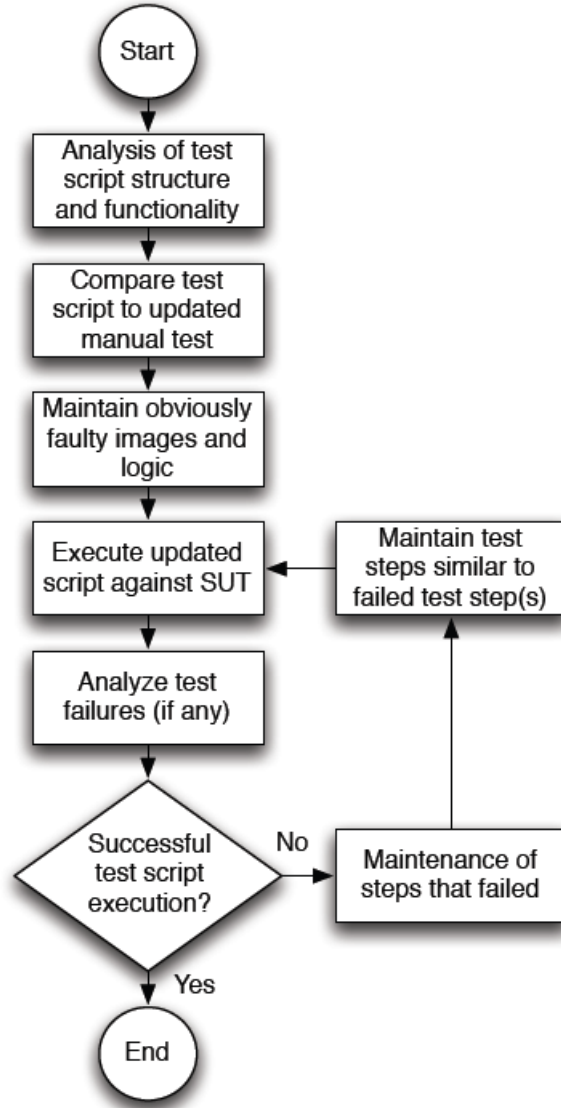 Start
Analysis of test
script structure
and functionality
Compare test
script to updated
manual test
Maintain obviously
faulty images and
logic
Execute updated
script against SUT
Maintain test
steps similar to
failed test step(s)
Analyze test
failures (if any)
Successful
test script
execution?
No
Maintenance of
steps that failed
Yes
End